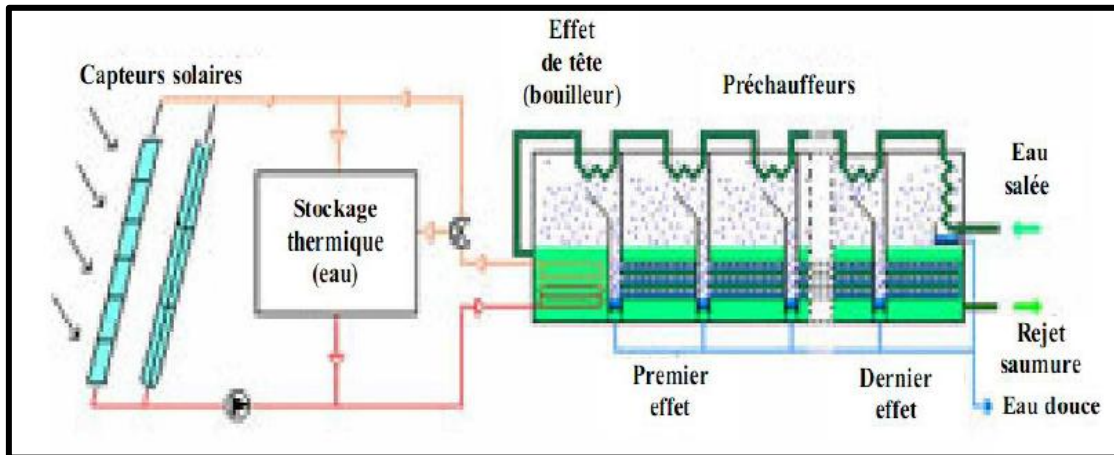 Effet
de tête
(bouilleur)
Capteurs solaires
Préchauffeurs
Eau
salée
Stockage
thermique
(eau)
Rejet
saumure
Premier
effet
Dernier
effet
Eau douce